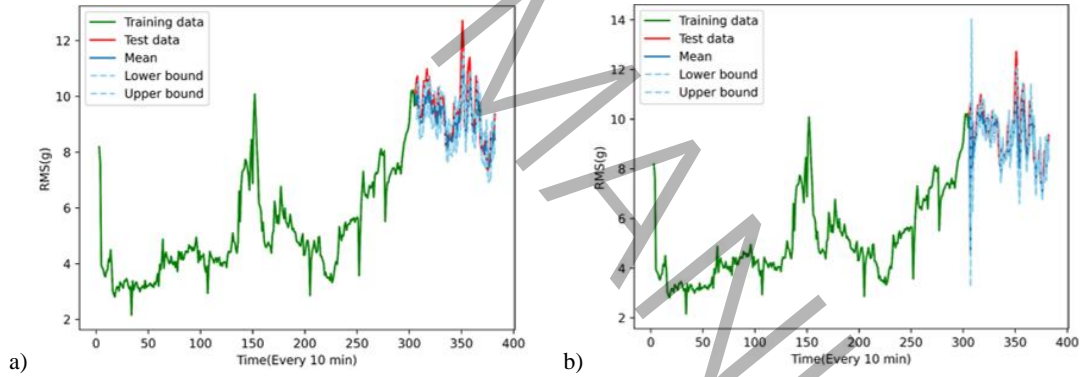 Training data
Test data
Mean
Lower bound
Upper bound
12
10
8
6
4
2
RMS(g)
0 50 100 150 200 250 300 350 400
Time(Every 10 min)
a)
Training data
Test data
Mean
Lower bound
Upper bound
14
12
10
8
6
4
2
RMS(g)
0 50 100 150 200 250 300 350 400
Time(Every 10 min)
b)